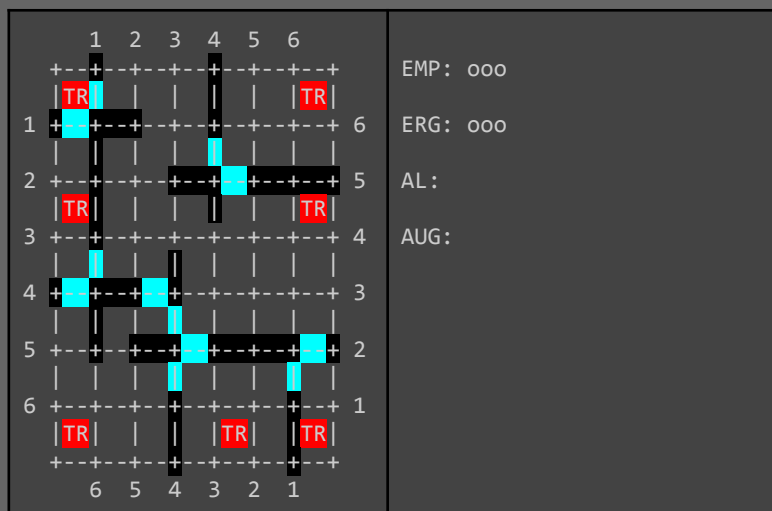 1  2  3  4  5  6
+--+--+--+--+--+--+--+ EMP: ooo
|TR|  |  |  |  |  |TR|
1 +--+--+--+--+--+--+--+ 6 ERG: ooo
|  |  |  |  |  |  |  |
2 +--+--+--+--+--+--+--+ 5 AL:
|TR|  |  |  |  |  |TR|
3 +--+--+--+--+--+--+--+ 4 AUG:
|  |  |  |  |  |  |  |
4 +--+--+--+--+--+--+--+ 3
|  |  |  |  |  |  |  |
5 +--+--+--+--+--+--+--+ 2
|  |  |  |  |  |  |  |
6 +--+--+--+--+--+--+--+ 1
|TR|  |  |  |TR|  |TR|
+--+--+--+--+--+--+--+
6  5  4  3  2  1